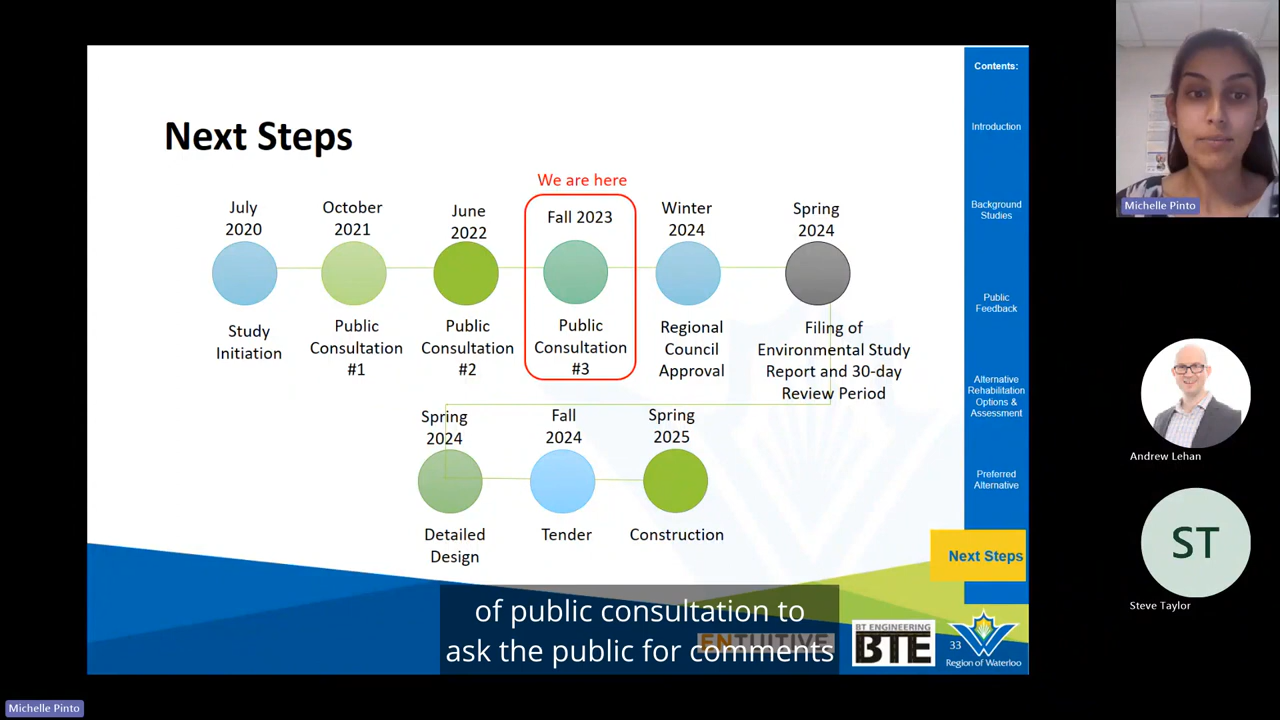 Next Steps
We are here
July
2020
October
2021
June
2022
Fall 2023
Winter
2024
Spring
2024
Study
Initiation
Public
Consultation
#1
Public
Consultation
#2
Public
Consultation
#3
Regional
Council
Approval
Filing of
Environmental Study
Report and 30-day
Review Period
Spring
2024
Fall
2024
Spring
2025
Detailed
Design
Tender
Construction
Contents:
Introduction
Background
Studies
Public
Feedback
Alternative
Rehabilitation
Options &
Assessment
Preferred
Alternative
Next Steps
of public consultation to
ask the public for comments
ENTUITIVE
BT ENGINEERING
BTE
33
Region of Waterloo
Michelle Pinto
Andrew Lehan
ST
Steve Taylor
Michelle Pinto